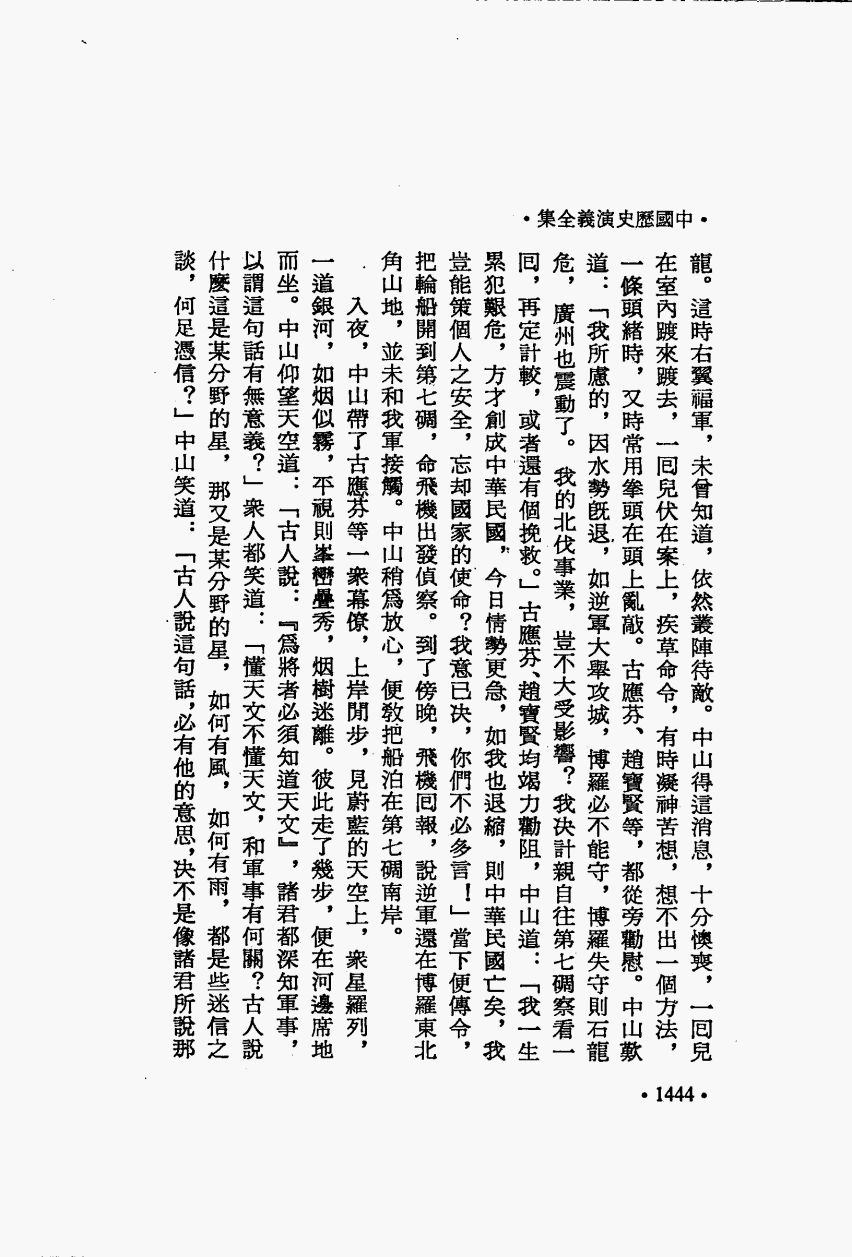 •中國歷史演義全集•
龍。這時右翼福軍，未曾知道，依然叢陣待敵。中山得這消息，十分懊喪，一囘兒
在室內踱來踱去，一囘兒伏在案上，疾草命令，有時凝神苦想，想不出一個方法，
一條頭緒時，又時常用拳頭在頭上亂敲。古應芬、趙寶賢等，都從旁勸慰。中山歎
道：「我所慮的，因水勢既退，如逆軍大舉攻城，博羅必不能守，博羅失守則石龍
危，廣州也震動了。我的北伐事業，豈不大受影響？我决計親自往第七碉察看一
囘，再定計較，或者還有個挽救。」古應芬、趙寶賢均竭力勸阻，中山道：「我一生
累犯艱危，方才創成中華民國，今日情勢更急，如我也退縮，則中華民國亡矣，我
豈能策個人之安全，忘却國家的使命？我意已决，你們不必多言！」當下便傳令，
把輪船開到第七碉，命飛機出發偵察。到了傍晚，飛機囘報，說逆軍還在博羅東北
角山地，並未和我軍接觸。中山稍爲放心，便敎把船泊在第七碉南岸。
入夜，中山帶了古應芬等一衆幕僚，上岸閒步，見蔚藍的天空上，衆星羅列，
一道銀河，如烟似霧，平視則峯巒疊秀，烟樹迷離。彼此走了幾步，便在河邊席地
而坐。中山仰望天空道：「古人說：『爲將者必須知道天文』，諸君都深知軍事，
以謂這句話有無意義？」衆人都笑道：「懂天文不懂天文，和軍事有何關？古人說
什麼這是某分野的星，那又是某分野的星，如何有風，如何有雨，都是些迷信之
談，何足憑信？」中山笑道：「古人說這句話，必有他的意思，决不是像諸君所說那
•1444•